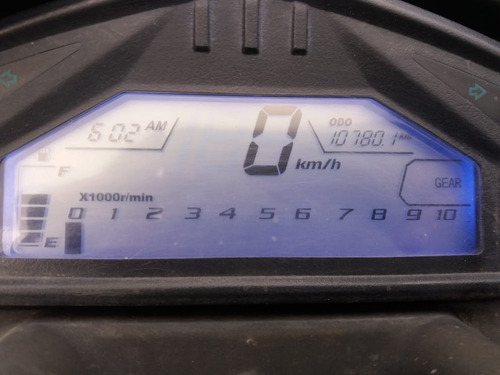 6:02 AM
ODO
10780.1
0 km/h
F
GEAR
X1000r/min
0 1 2 3 4 5 6 7 8 9 10
E